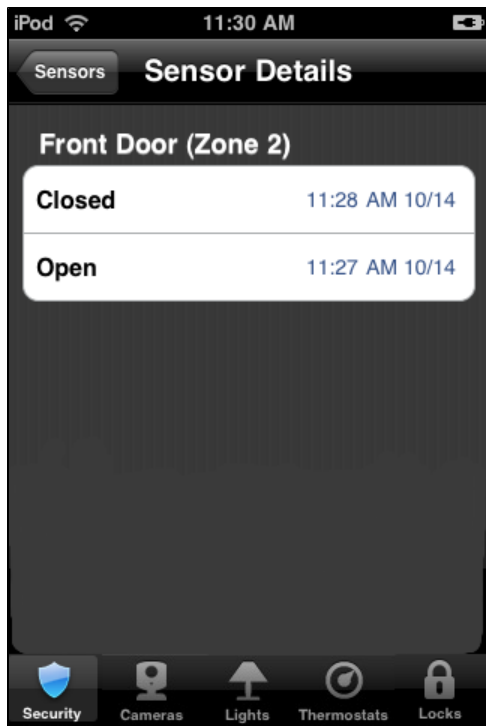 iPod 11:30 AM
Sensors Sensor Details
Front Door (Zone 2)
Closed 11:28 AM 10/14
Open 11:27 AM 10/14
Security Cameras Lights Thermostats Locks